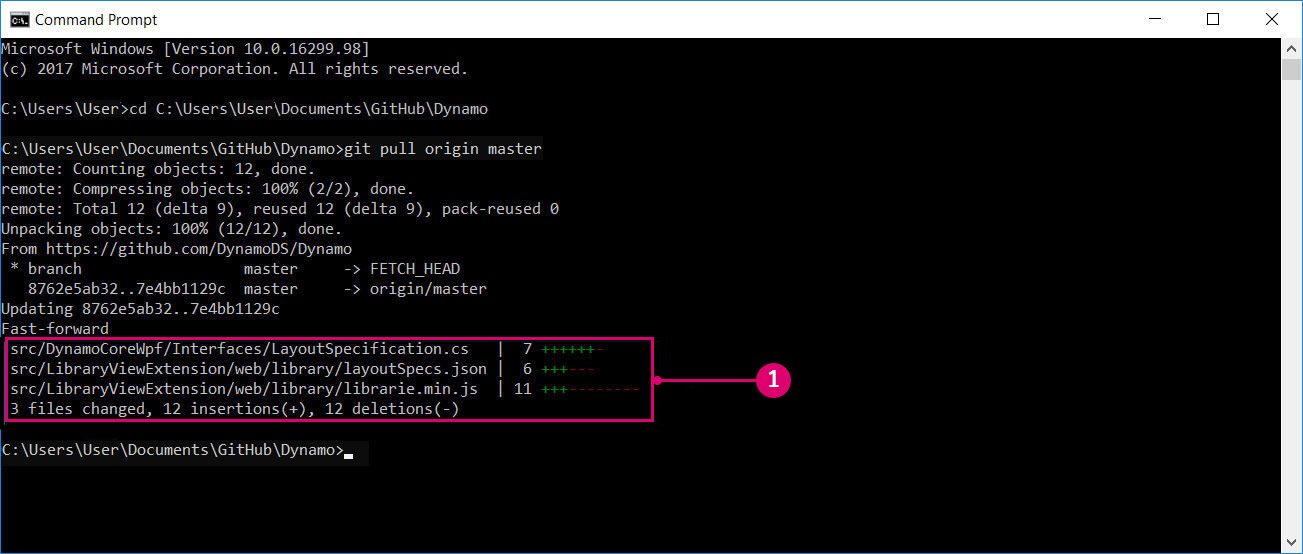 Command Prompt
Microsoft Windows [Version 10.0.16299.98]
(c) 2017 Microsoft Corporation. All rights reserved.
C:\Users\User>cd C:\Users\User\Documents\GitHub\Dynamo
C:\Users\User\Documents\GitHub\Dynamo>git pull origin master
remote: Counting objects: 12, done.
remote: Compressing objects: 100% (2/2), done.
remote: Total 12 (delta 9), reused 12 (delta 9), pack-reused 0
Unpacking objects: 100% (12/12), done.
From https://github.com/DynamoDS/Dynamo
 * branch                  master     -> FETCH_HEAD
   8762e5ab32..7e4bb1129c  master     -> origin/master
Updating 8762e5ab32..7e4bb1129c
Fast-forward
 src/DynamoCoreWpf/Interfaces/LayoutSpecification.cs   |  7 ++++++-
 src/LibraryViewExtension/web/library/layoutSpecs.json |  6 +++---
 src/LibraryViewExtension/web/library/librarie.min.js  | 11 +++--------
 3 files changed, 12 insertions(+), 12 deletions(-)
1
C:\Users\User\Documents\GitHub\Dynamo>